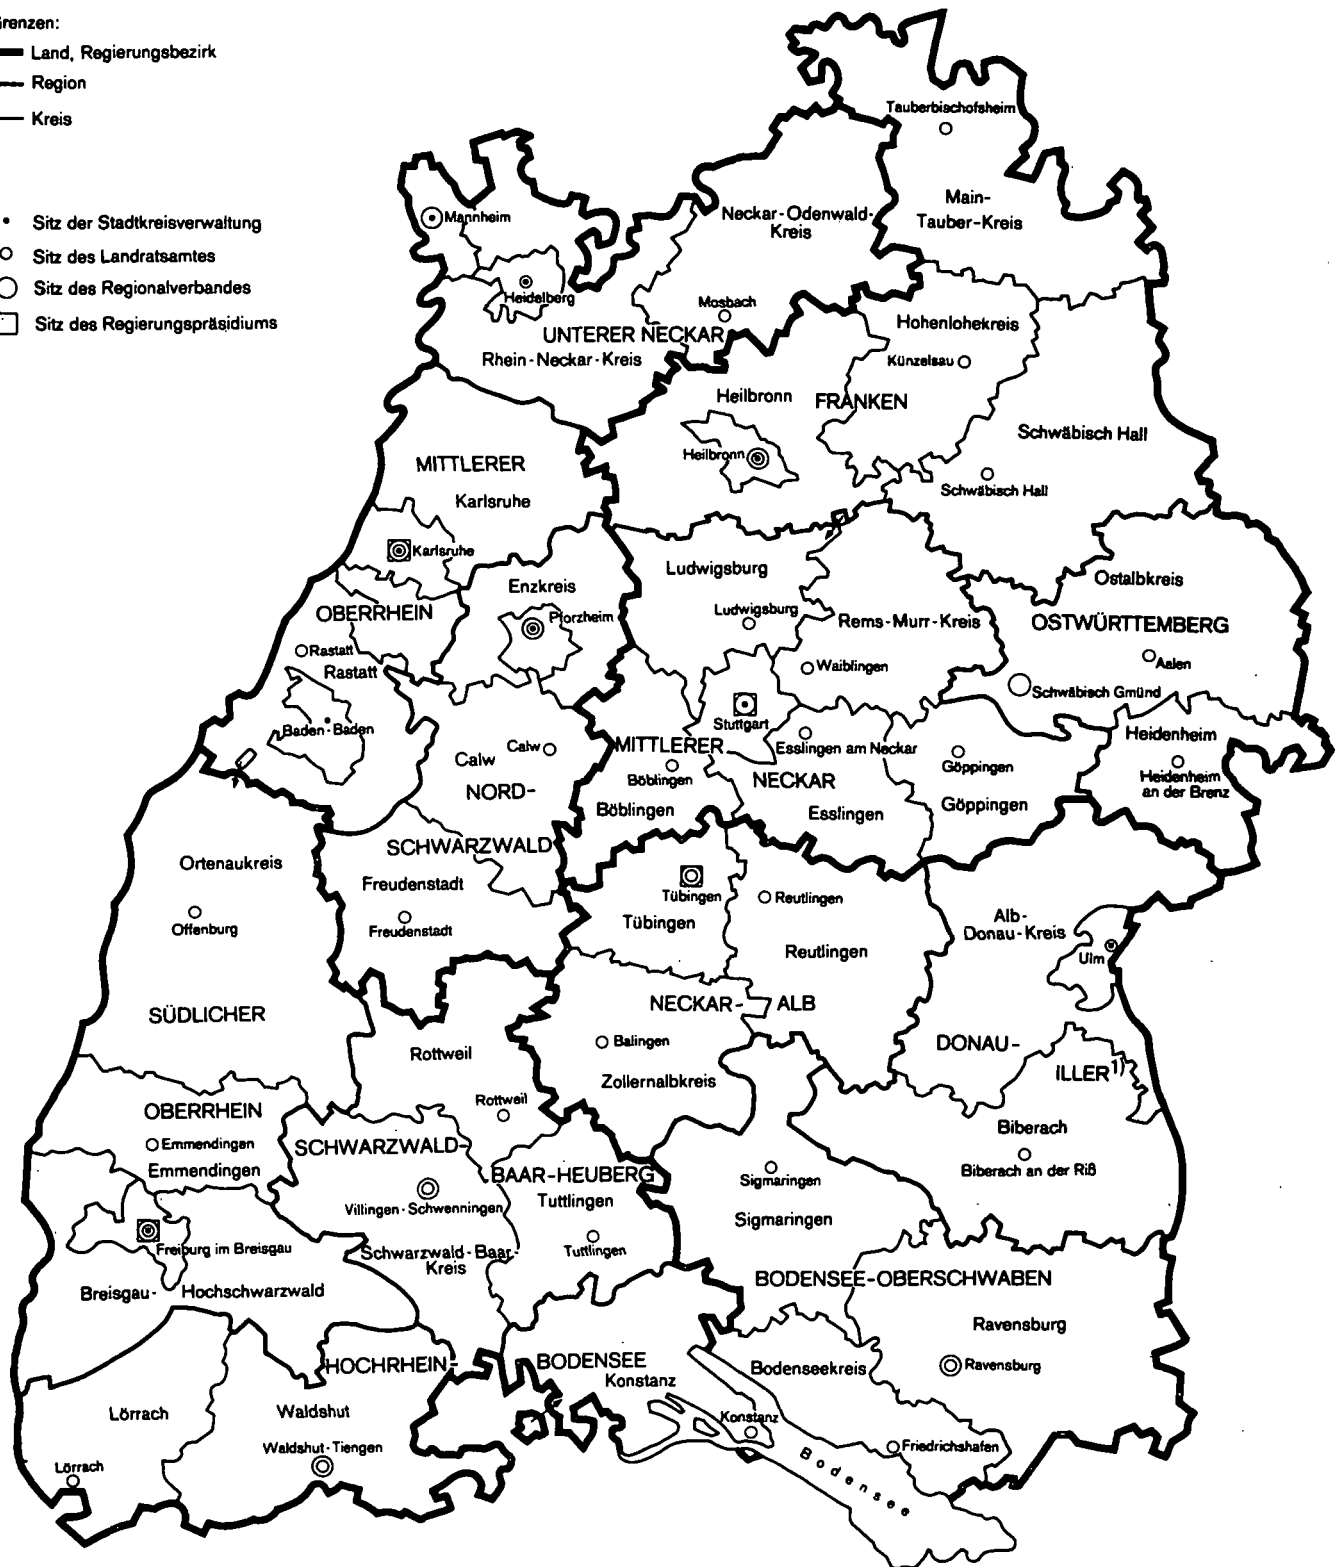 Grenzen:
Land, Regierungsbezirk
Region
Kreis
Sitz der Stadtkreisverwaltung
Sitz des Landratsamtes
Sitz des Regionalverbandes
Sitz des Regierungspräsidiums
Tauberbischofsheim
Main-
Tauber-Kreis
Neckar-Odenwald-
Kreis
Mosbach
Mannheim
Heidelberg
UNTERER NECKAR
Rhein-Neckar-Kreis
Hohenlohekreis
Künzelsau
Heilbronn
FRANKEN
Schwäbisch Hall
Heilbronn
Schwäbisch Hall
MITTLERER
Karlsruhe
Karlsruhe
OBERRHEIN
Enzkreis
Pforzheim
Rastatt
Rastatt
Baden-Baden
Ludwigsburg
Ludwigsburg
Rems-Murr-Kreis
Waiblingen
Ostalbkreis
OSTWÜRTTEMBERG
Aalen
Schwäbisch Gmünd
Stuttgart
MITTLERER
Esslingen am Neckar
Böblingen
NECKAR
Böblingen
Esslingen
Göppingen
Göppingen
Heidenheim
Heidenheim
an der Brenz
Calw
Calw
NORD-
SCHWARZWALD
Freudenstadt
Freudenstadt
Ortenaukreis
Offenburg
SÜDLICHER
Tübingen
Tübingen
Reutlingen
Reutlingen
Alb-
Donau-Kreis
Ulm
NECKAR-ALB
Balingen
Zollernalbkreis
DONAU-
ILLER 1)
Rottweil
Rottweil
OBERRHEIN
Emmendingen
Emmendingen
SCHWARZWALD-
BAAR-HEUBERG
Tuttlingen
Villingen-Schwenningen
Tuttlingen
Schwarzwald-Baar-
Kreis
Biberach
Biberach an der Riß
Sigmaringen
Sigmaringen
Freiburg im Breisgau
Breisgau-Hochschwarzwald
BODENSEE-OBERSCHWABEN
Ravensburg
Ravensburg
Bodenseekreis
HOCHRHEIN-
BODENSEE
Konstanz
Konstanz
Lörrach
Lörrach
Waldshut
Waldshut-Tiengen
Friedrichshafen
Bodensee